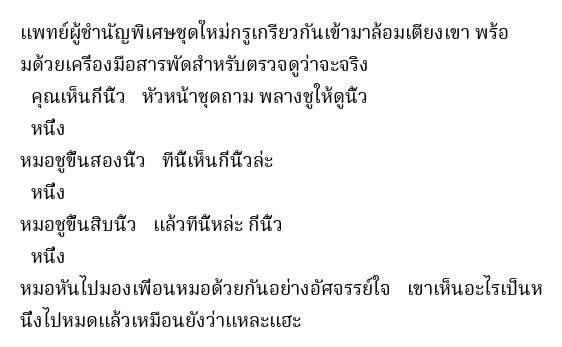 แพทย์ผู้ชำนัญพิเศษชุดใหม่กรูเกรียวกันเข้ามาล้อมเตียงเขา พร้อ
มด้วยเครื่องมือสารพัดสำหรับตรวจดูว่าจะจริง
คุณเห็นกี่นิ้ว หัวหน้าชุดถาม พลางชูให้ดูนิ้ว
หนึ่ง
หมอชูขึ้นสองนิ้ว ทีนี้เห็นกี่นิ้วล่ะ
หนึ่ง
หมอชูขึ้นสิบนิ้ว แล้วทีนี้หล่ะ กี่นิ้ว
หนึ่ง
หมอหันไปมองเพื่อนหมอด้วยกันอย่างอัศจรรย์ใจ เขาเห็นอะไรเป็นห
นึ่งไปหมดแล้วเหมือนยังว่าแหละแฮะ